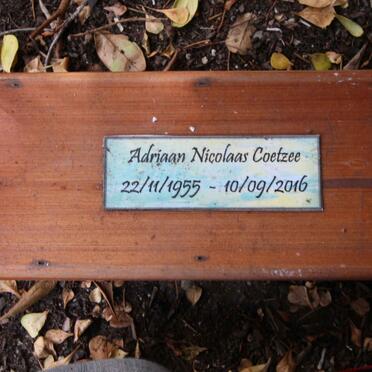 Adriaan Nicolaas Coetzee
22/11/1955 - 10/09/2016